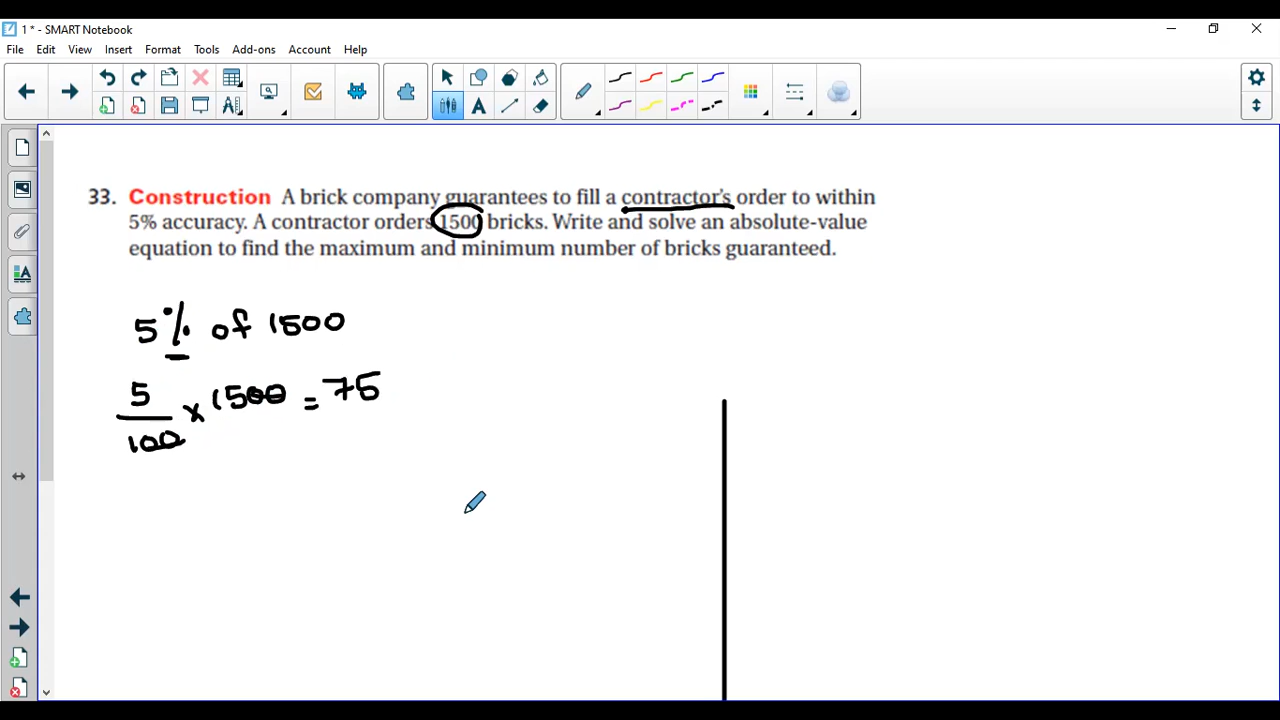 1 * - SMART Notebook
File Edit View Insert Format Tools Add-ons Account Help
33. Construction A brick company guarantees to fill a contractor's order to within
5% accuracy. A contractor orders 1500 bricks. Write and solve an absolute-value
equation to find the maximum and minimum number of bricks guaranteed.
5% of 1500
5/100 x 1500 = 75